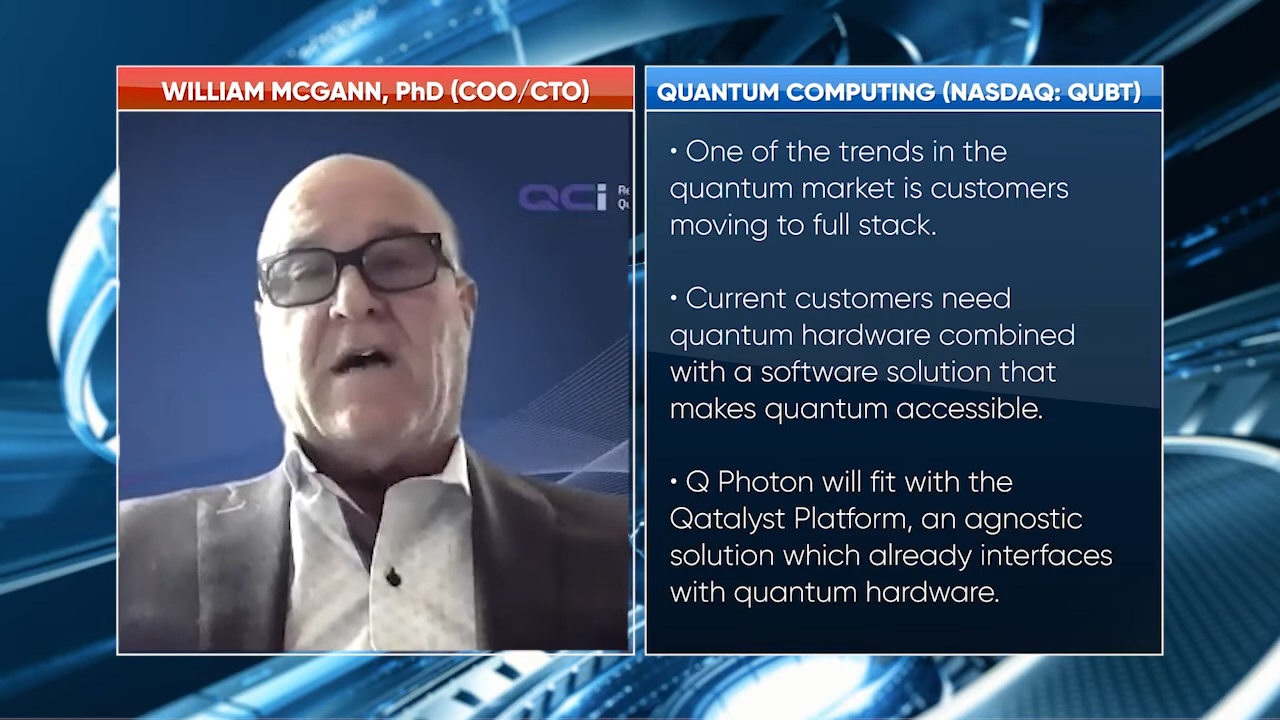 WILLIAM MCGANN, PhD (COO/CTO)
QCi
QUANTUM COMPUTING (NASDAQ: QUBT)
• One of the trends in the
quantum market is customers
moving to full stack.
• Current customers need
quantum hardware combined
with a software solution that
makes quantum accessible.
• Q Photon will fit with the
Qatalyst Platform, an agnostic
solution which already interfaces
with quantum hardware.